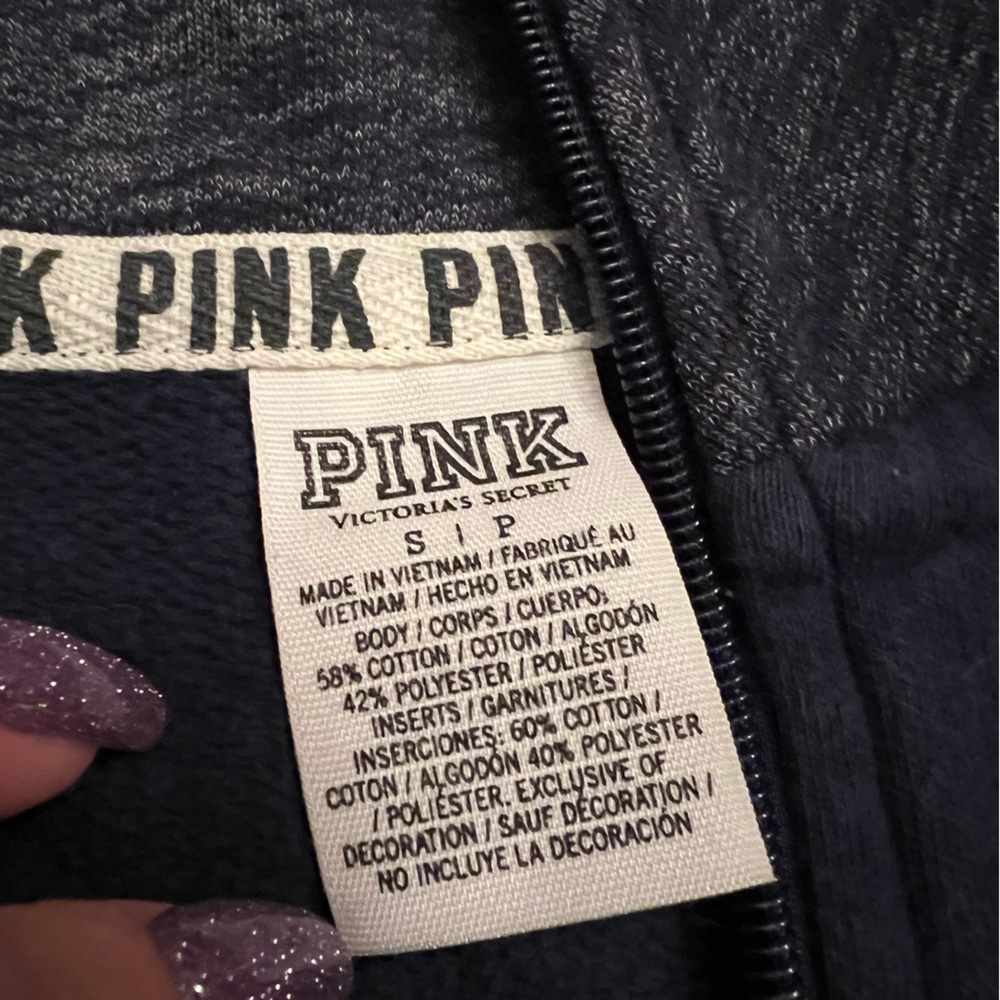 K PINK PIN
PINK
VICTORIA'S SECRET
S | P
MADE IN VIETNAM / FABRIQUÉ AU
VIETNAM / HECHO EN VIETNAM
BODY / CORPS / CUERPO:
58% COTTON / COTON / ALGODÓN
42% POLYESTER / POLIÉSTER
INSERTS / GARNITURES /
INSERCIONES: 60% COTTON /
COTON / ALGODÓN 40% POLYESTER
/ POLIÉSTER. EXCLUSIVE OF
DECORATION / SAUF DÉCORATION /
NO INCLUYE LA DECORACIÓN